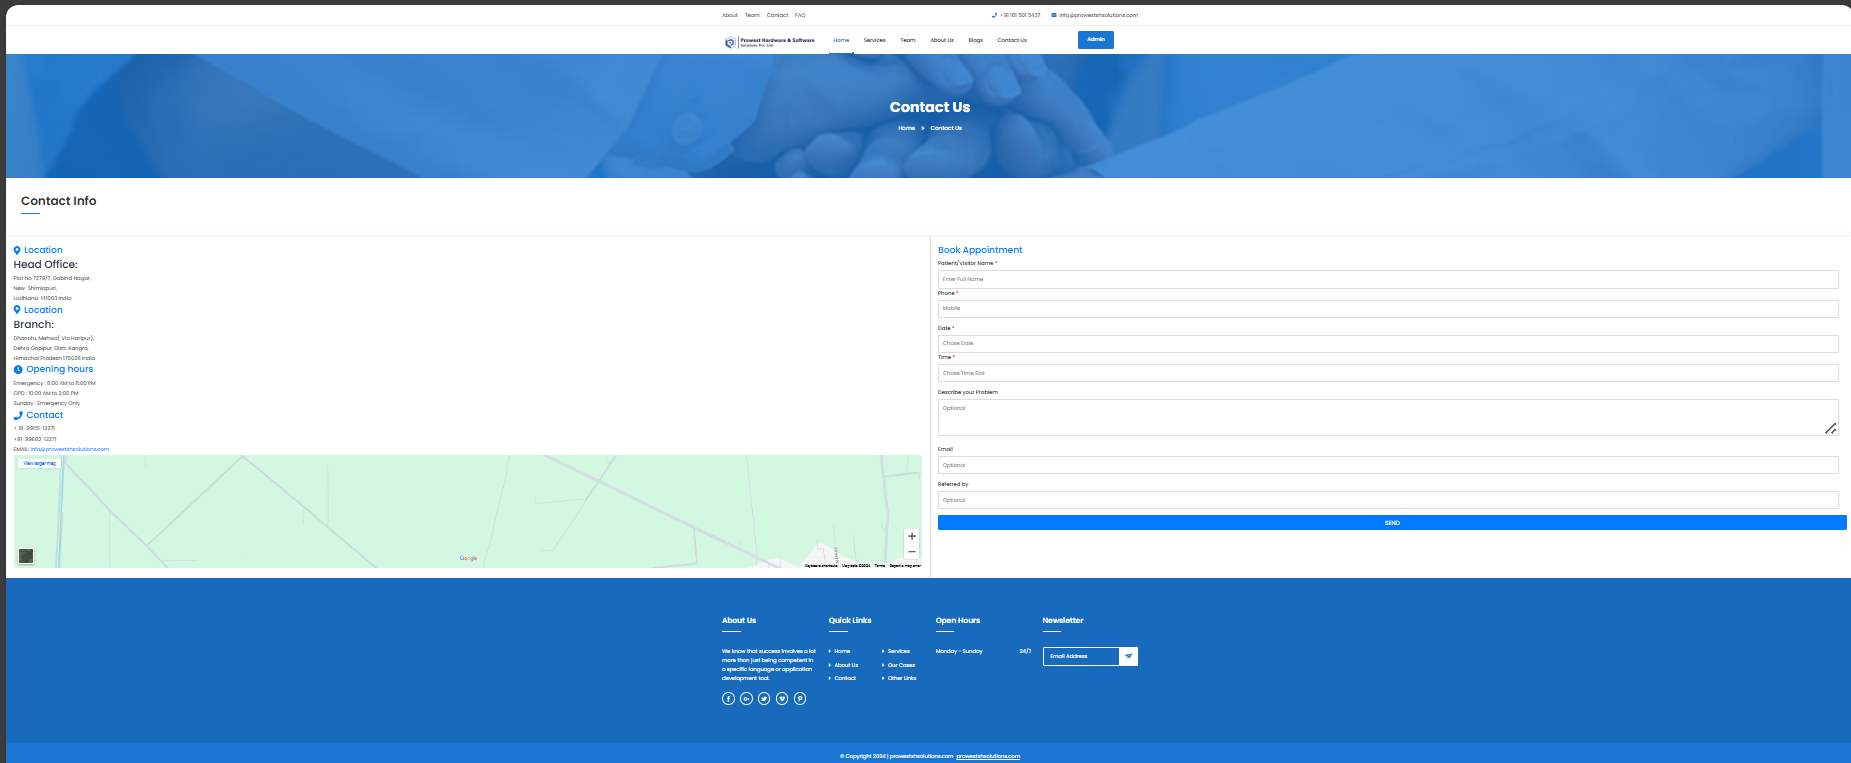 About Team Contact FAQ
+91 161 501 5437 info@prowestshsolutions.com
Prowest Hardware & Software
Solutions Pvt. Ltd.
Home Services Team About Us Blogs Contact Us
Admin
Contact Us
Home Contact Us
Contact Info
Location
Head Office:
Plot No 7279/7, Gobind Nagar,
New- Shimlapuri,
Ludhiana-141003 India
Location
Branch:
Dhanotu, Mehwa( Via Haripur),
Dehra Gopipur, Distt. Kangra,
Himachal Pradesh 176028 India
Opening hours
Emergency : 8:00 AM to 8:00 PM
OPD : 10:00 AM to 2:00 PM
Sunday : Emergency Only
Contact
EMAIL: info@prowestshsolutions.com
View larger map
Google
Keyboard shortcuts Map data ©2024 Terms Report a map error
Book Appointment
Patient/Visitor Name *
Enter Full Name
Phone *
Mobile
Date *
Chose Date
Time *
Chose Time Slot
Describe your Problem
Optional
Email
Optional
Referred by
Optional
SEND
About Us
We know that success involves a lot
more than just being competent in
a specific language or application
development tool.
Quick Links
Home Services
About Us Our Cases
Contact Other Links
Open Hours
Monday - Sunday 24/7
Newsletter
Email Address
© Copyright 2024 | prowestshsolutions.com prowestshsolutions.com